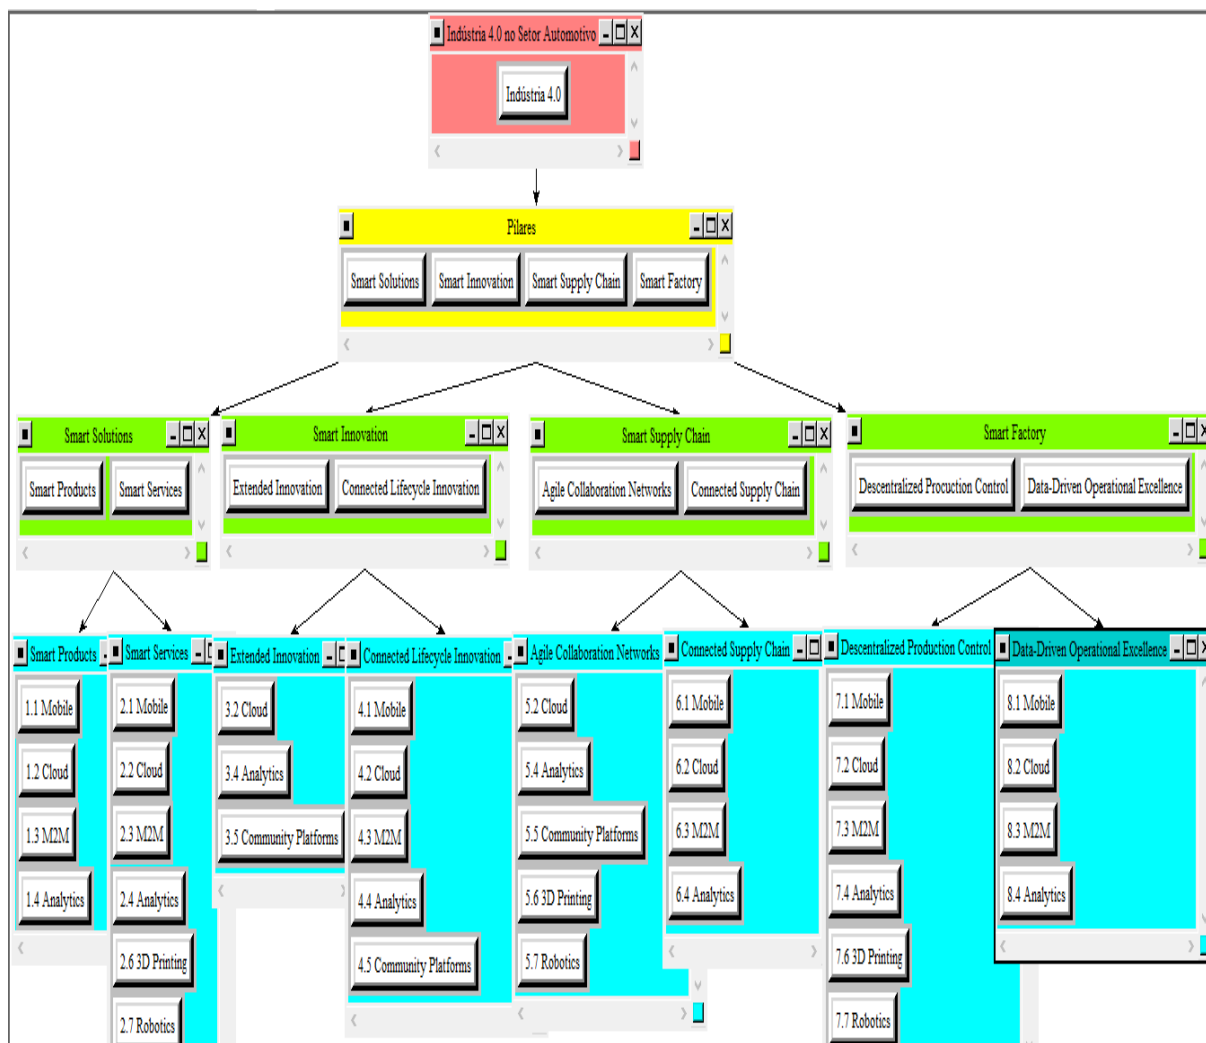 Indústria 4.0 no Setor Automotivo
Indústria 4.0
Pilares
Smart Solutions
Smart Innovation
Smart Supply Chain
Smart Factory
Smart Solutions
Smart Products
Smart Services
Smart Innovation
Extended Innovation
Connected Lifecycle Innovation
Smart Supply Chain
Agile Collaboration Networks
Connected Supply Chain
Smart Factory
Descentralized Procuction Control
Data-Driven Operational Excellence
Smart Products
1.1 Mobile
1.2 Cloud
1.3 M2M
1.4 Analytics
Smart Services
2.1 Mobile
2.2 Cloud
2.3 M2M
2.4 Analytics
2.6 3D Printing
2.7 Robotics
Extended Innovation
3.2 Cloud
3.4 Analytics
3.5 Community Platforms
Connected Lifecycle Innovation
4.1 Mobile
4.2 Cloud
4.3 M2M
4.4 Analytics
4.5 Community Platforms
Agile Collaboration Networks
5.2 Cloud
5.4 Analytics
5.5 Community Platforms
5.6 3D Printing
5.7 Robotics
Connected Supply Chain
6.1 Mobile
6.2 Cloud
6.3 M2M
6.4 Analytics
Descentralized Production Control
7.1 Mobile
7.2 Cloud
7.3 M2M
7.4 Analytics
7.6 3D Printing
7.7 Robotics
Data-Driven Operational Excellence
8.1 Mobile
8.2 Cloud
8.3 M2M
8.4 Analytics